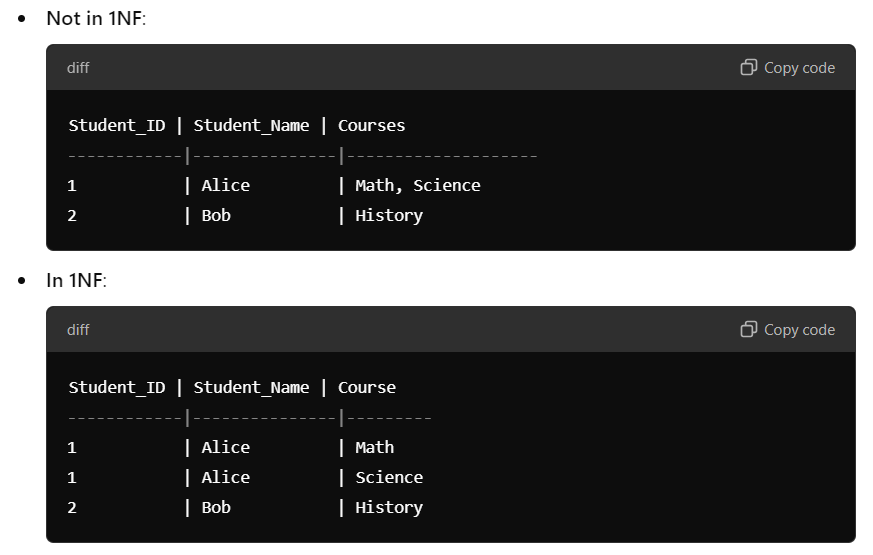 Not in 1NF:
diff Copy code
Student_ID | Student_Name | Courses
------------|---------------|--------------------
1 | Alice | Math, Science
2 | Bob | History
In 1NF:
diff Copy code
Student_ID | Student_Name | Course
------------|---------------|---------
1 | Alice | Math
1 | Alice | Science
2 | Bob | History